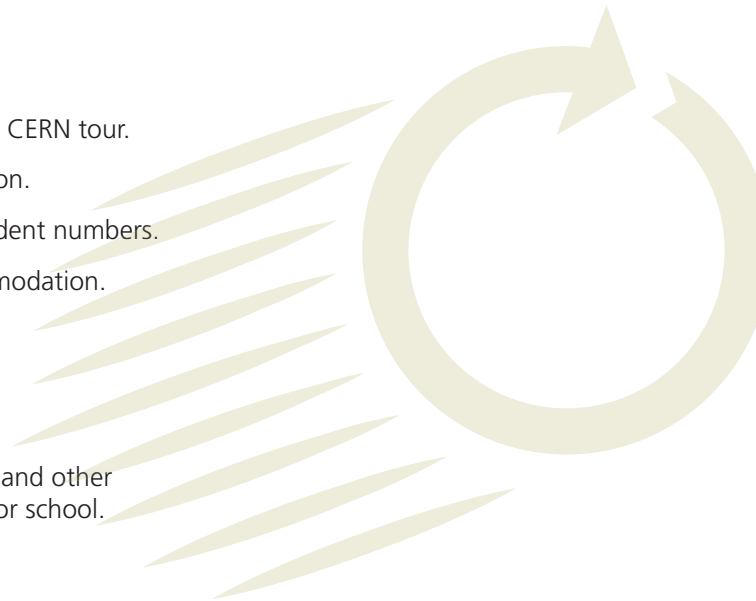 CERN tour.
on.
dent numbers.
modation.
and other
or school.